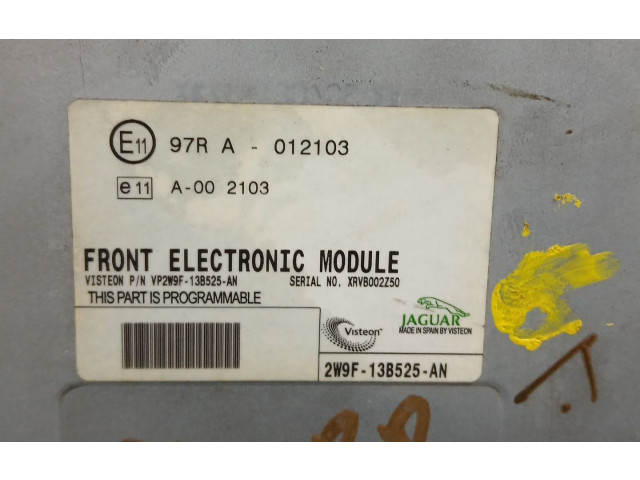 E11 97R A - 012103
e11 A-00 2103
FRONT ELECTRONIC MODULE
VISTEON P/N VP2W9F-13B525-AN SERIAL NO. XRVB002Z50
THIS PART IS PROGRAMMABLE
Visteon
JAGUAR
MADE IN SPAIN BY VISTEON
2W9F-13B525-AN